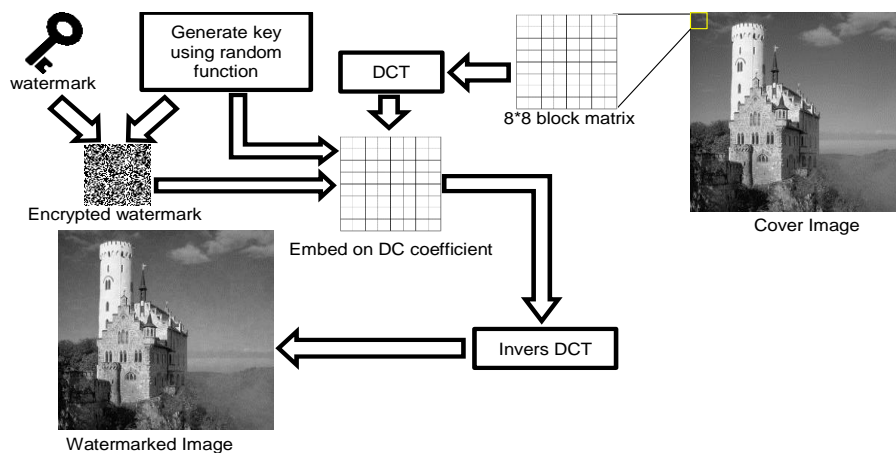 Generate key
using random
function
watermark
DCT
8*8 block matrix
Encrypted watermark
Embed on DC coefficient
Cover Image
Invers DCT
Watermarked Image